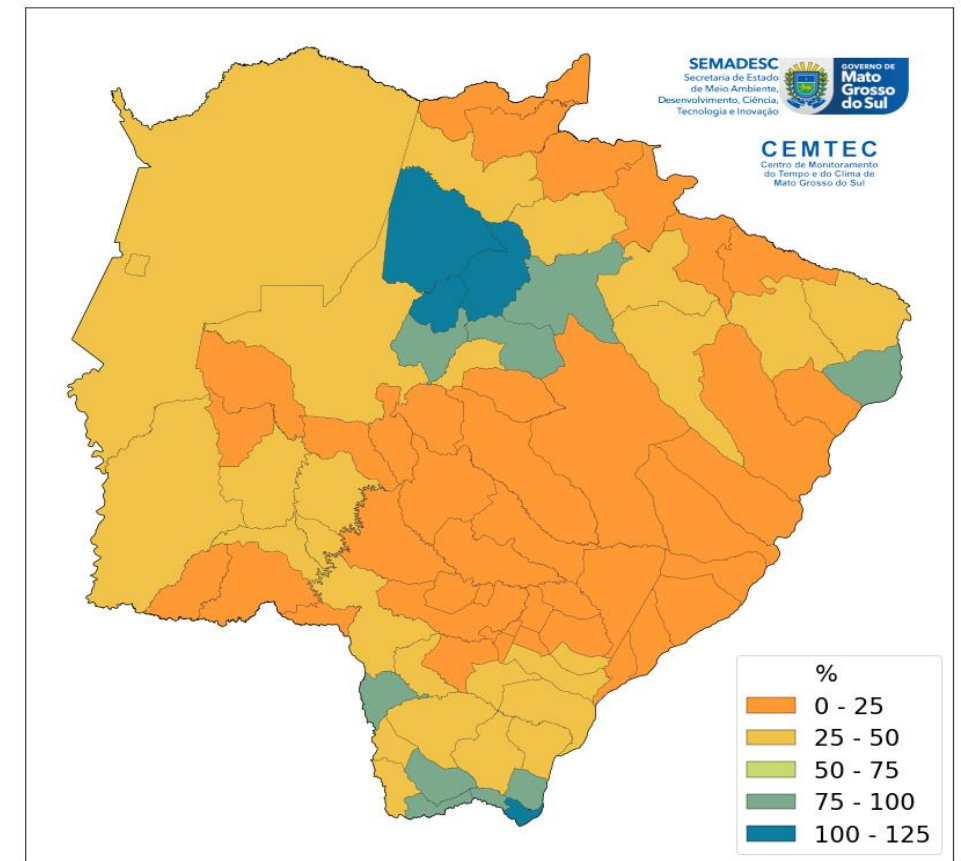 SEMADESC
Secretaria de Estado
de Meio Ambiente,
Desenvolvimento, Ciência,
Tecnologia e Inovação
GOVERNO DE
Mato
Grosso
do Sul
CEMTEC
Centro de Monitoramento
do Tempo e do Clima de
Mato Grosso do Sul
%
0 - 25
25 - 50
50 - 75
75 - 100
100 - 125